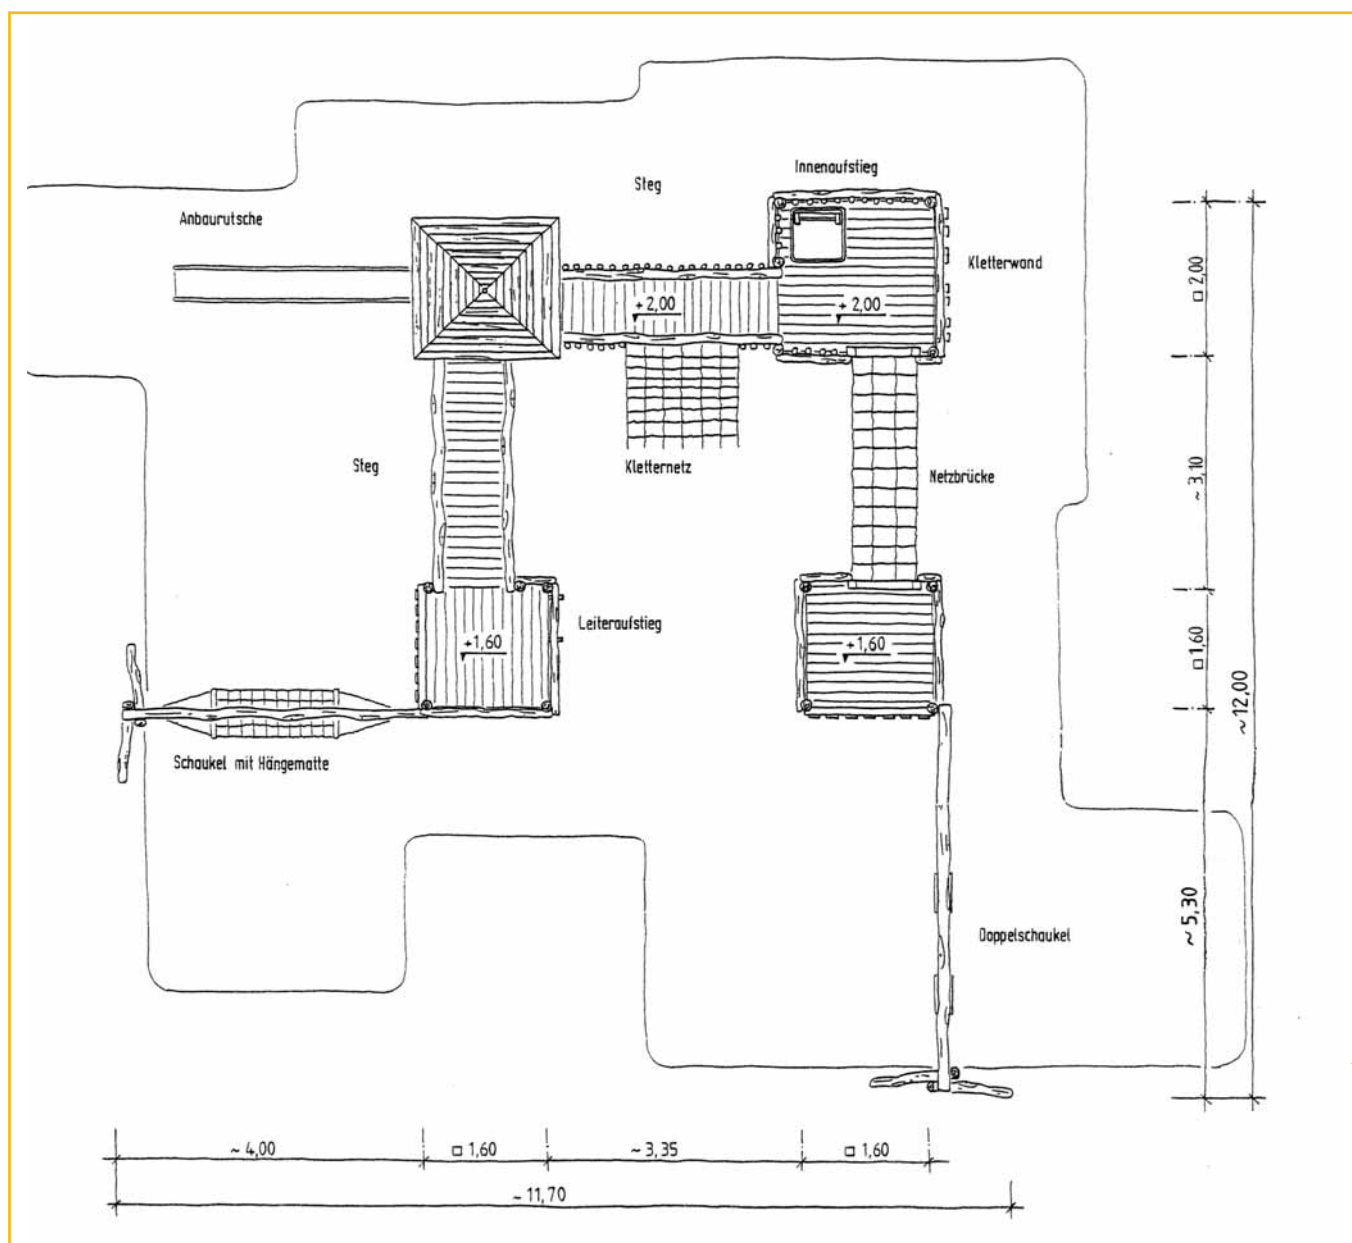 Innenaufstieg
Steg
Anbaurutsche
Kletterwand
□ 2,00
+ 2,00
+ 2,00
Steg
Kletternetz
Netzbrücke
~ 3,10
Leiteraufstieg
+1,60
+1,60
□ 1,60
~ 12,00
Schaukel mit Hängematte
~ 5,30
Doppelschaukel
~ 4,00
□ 1,60
~ 3,35
□ 1,60
~ 11,70